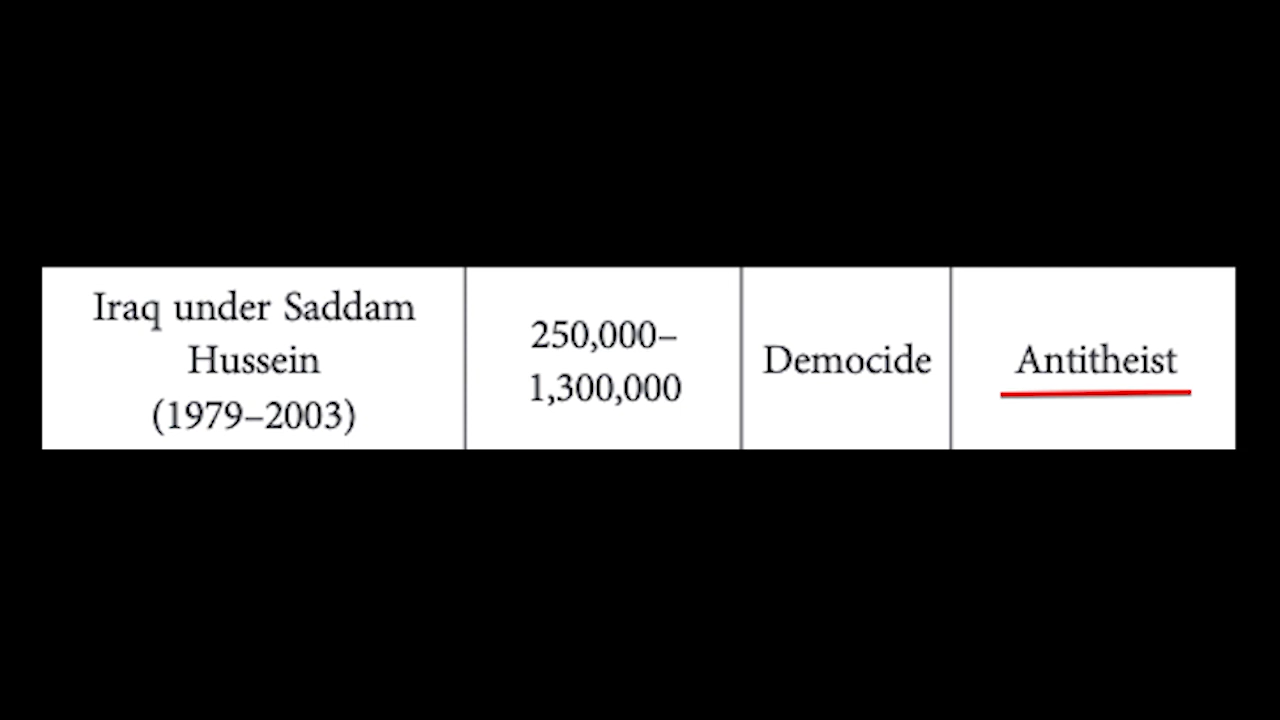 Iraq under Saddam
Hussein
(1979–2003)
250,000–
1,300,000
Democide
Antitheist